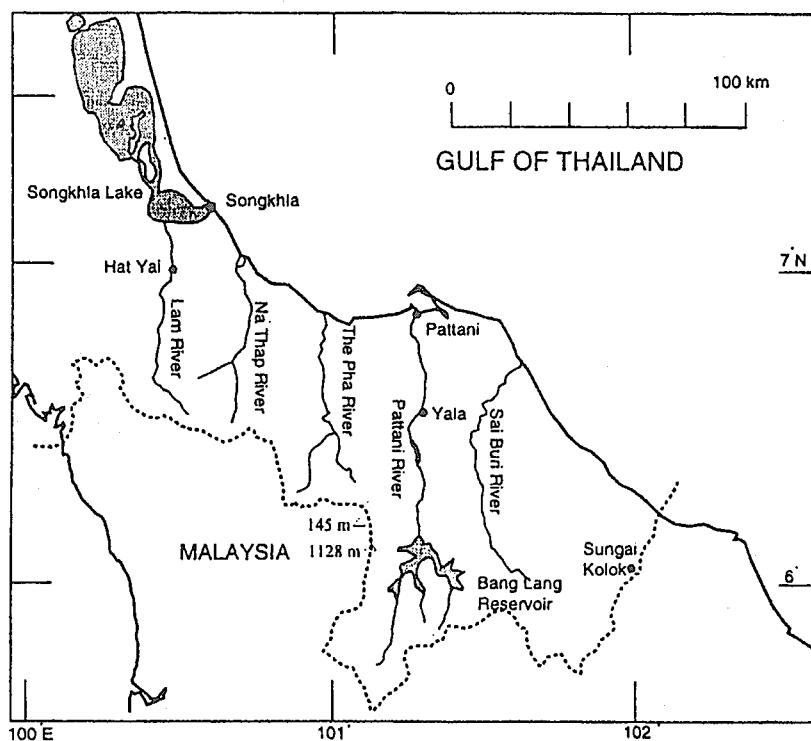 0
100 km
GULF OF THAILAND
Songkhla Lake
Songkhla
Hat Yai
7°N
Lam River
Na Thap River
The Pha River
Pattani
Pattani River
Yala
Sai Buri River
145 m
1128 m
MALAYSIA
Sungai
Kolok
Bang Lang
Reservoir
6°
100 E
101°
102°